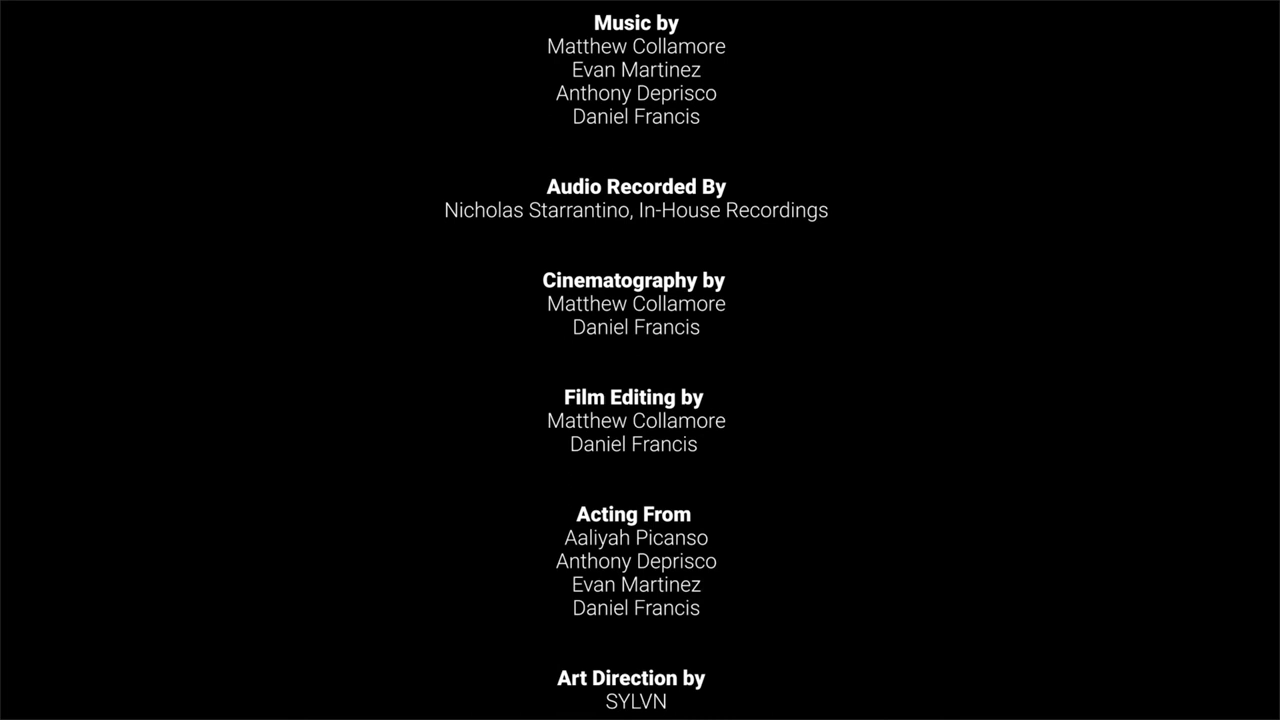 Music by
Matthew Collamore
Evan Martinez
Anthony Deprisco
Daniel Francis
Audio Recorded By
Nicholas Starrantino, In-House Recordings
Cinematography by
Matthew Collamore
Daniel Francis
Film Editing by
Matthew Collamore
Daniel Francis
Acting From
Aaliyah Picanso
Anthony Deprisco
Evan Martinez
Daniel Francis
Art Direction by
SYLVN